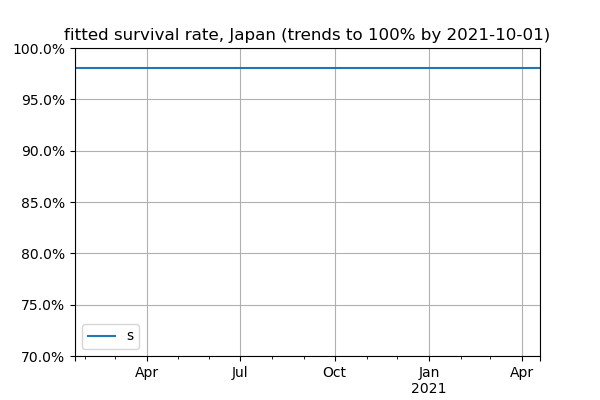 fitted survival rate, Japan (trends to 100% by 2021-10-01)
100.0%
95.0%
90.0%
85.0%
80.0%
75.0%
70.0%
s
Apr Jul Oct Jan Apr
2021